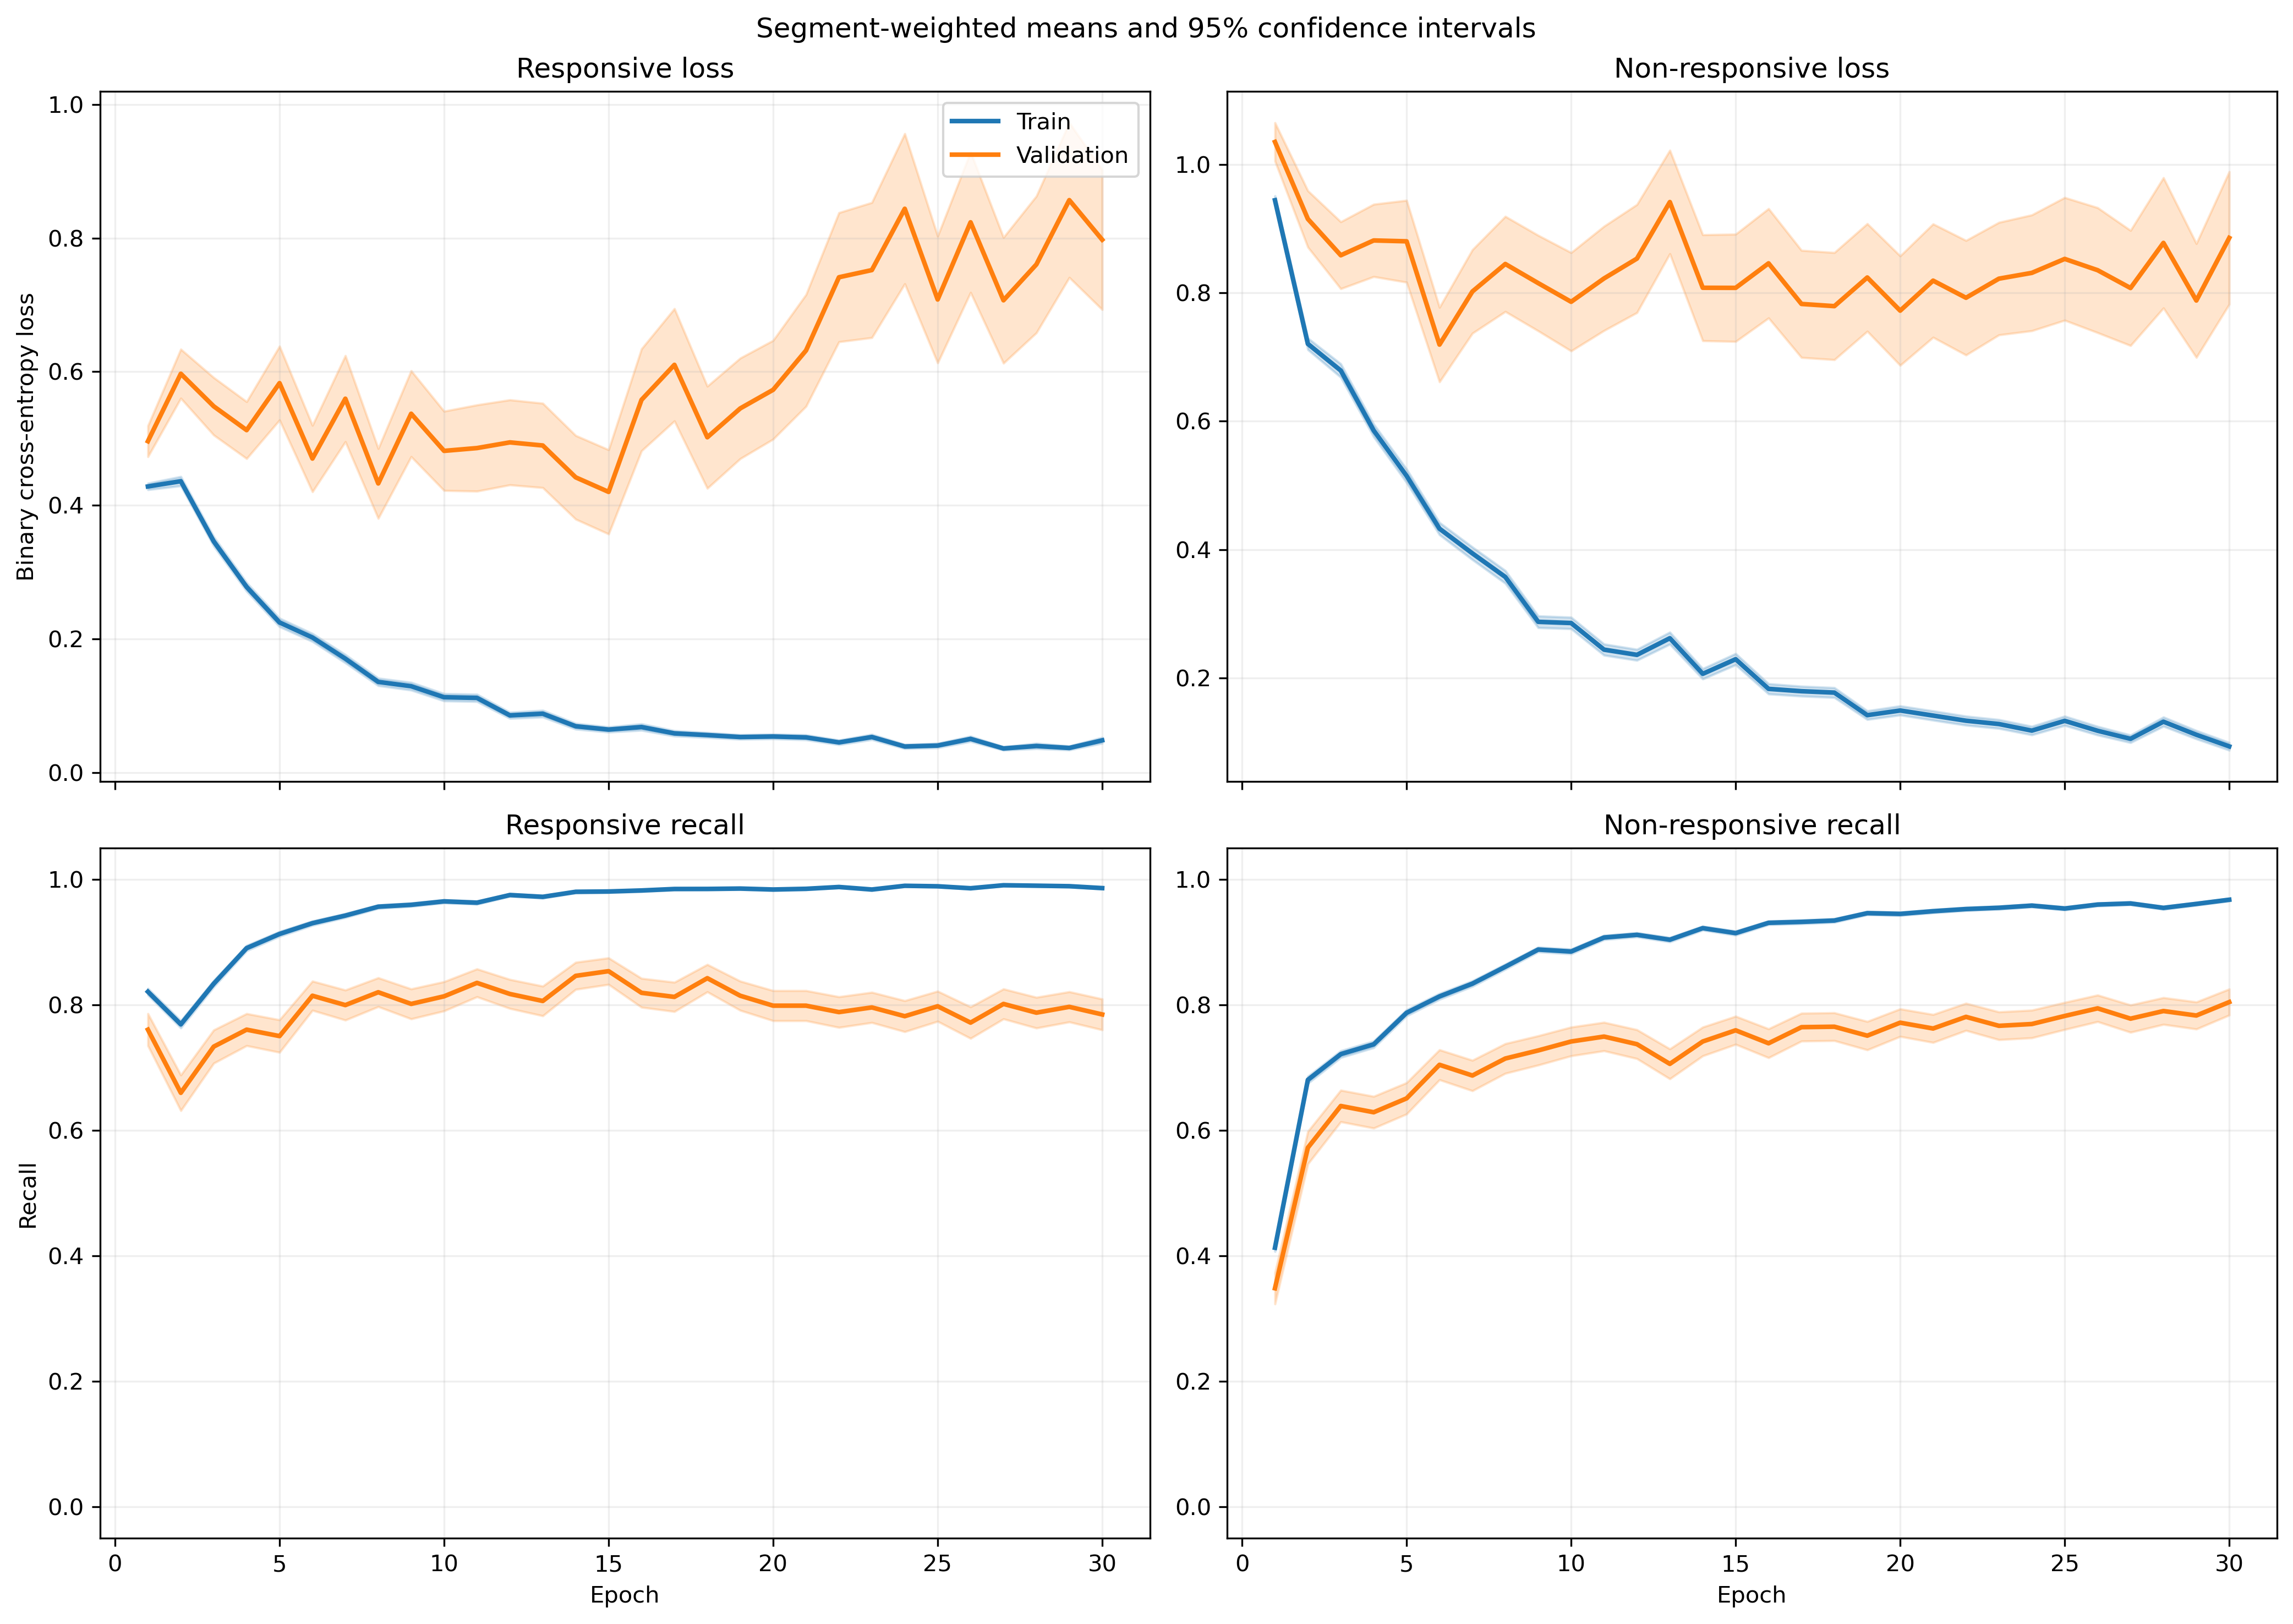 Segment-weighted means and 95% confidence intervals
Responsive loss
Non-responsive loss
Binary cross-entropy loss
1.0
0.8
0.6
0.4
0.2
0.0
Train
Validation
1.0
0.8
0.6
0.4
0.2
Responsive recall
Non-responsive recall
Recall
1.0
0.8
0.6
0.4
0.2
0.0
0 5 10 15 20 25 30
Epoch
1.0
0.8
0.6
0.4
0.2
0.0
0 5 10 15 20 25 30
Epoch